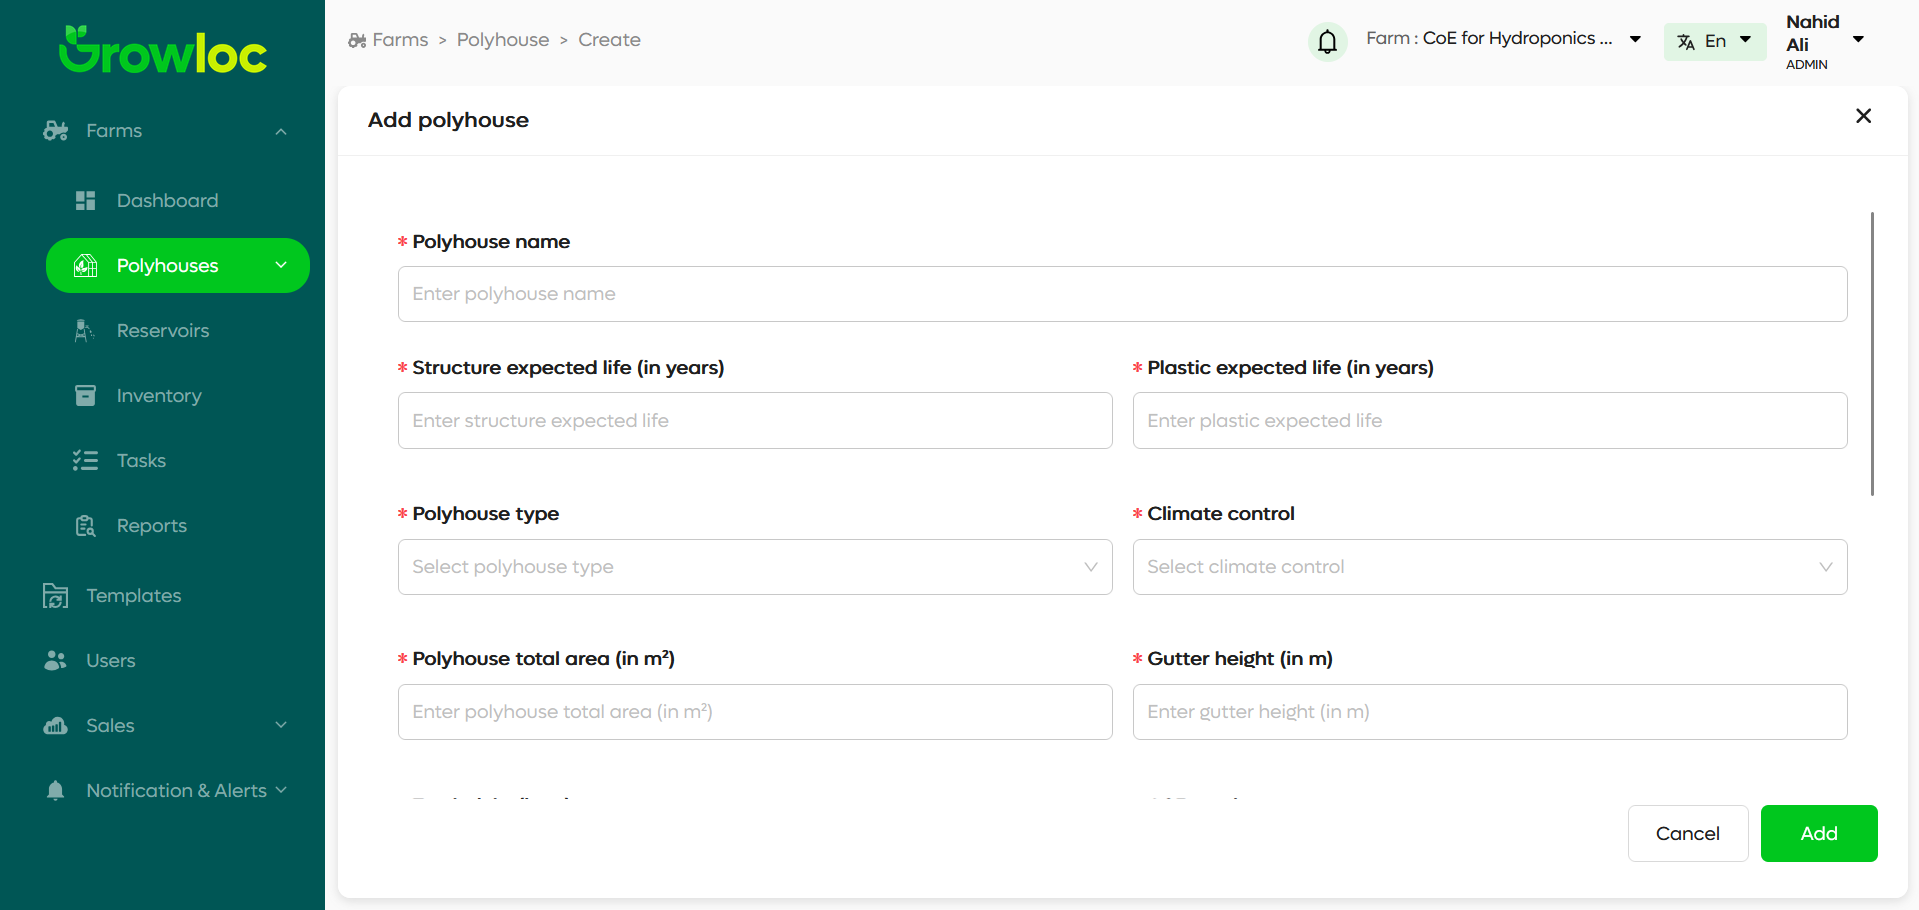 Growloc
Farms > Polyhouse > Create
Farm : CoE for Hydroponics ...
En
Nahid
Ali
ADMIN
Farms
Dashboard
Polyhouses
Reservoirs
Inventory
Tasks
Reports
Templates
Users
Sales
Notification & Alerts
Add polyhouse
* Polyhouse name
Enter polyhouse name
* Structure expected life (in years)
Enter structure expected life
* Plastic expected life (in years)
Enter plastic expected life
* Polyhouse type
Select polyhouse type
* Climate control
Select climate control
* Polyhouse total area (in m²)
Enter polyhouse total area (in m²)
* Gutter height (in m)
Enter gutter height (in m)
Cancel
Add